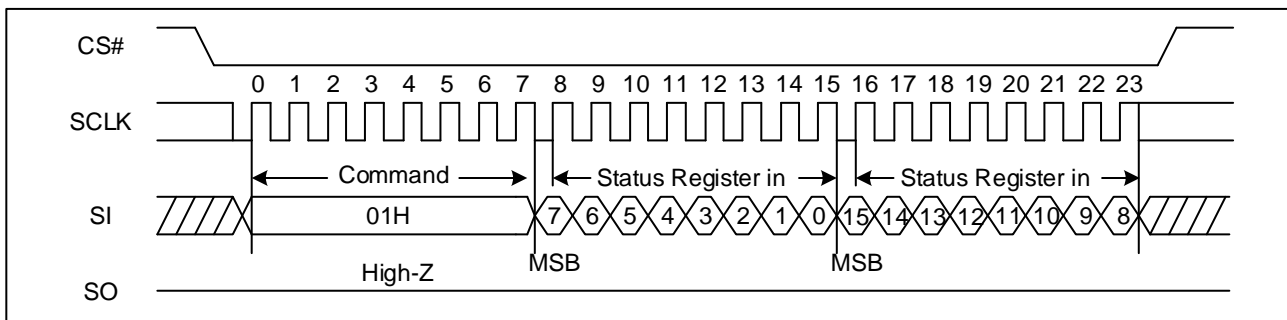 CS#
0 1 2 3 4 5 6 7 8 9 10 11 12 13 14 15 16 17 18 19 20 21 22 23
SCLK
Command Status Register in Status Register in
SI 01H 7 6 5 4 3 2 1 0 15 14 13 12 11 10 9 8
MSB MSB
High-Z
SO